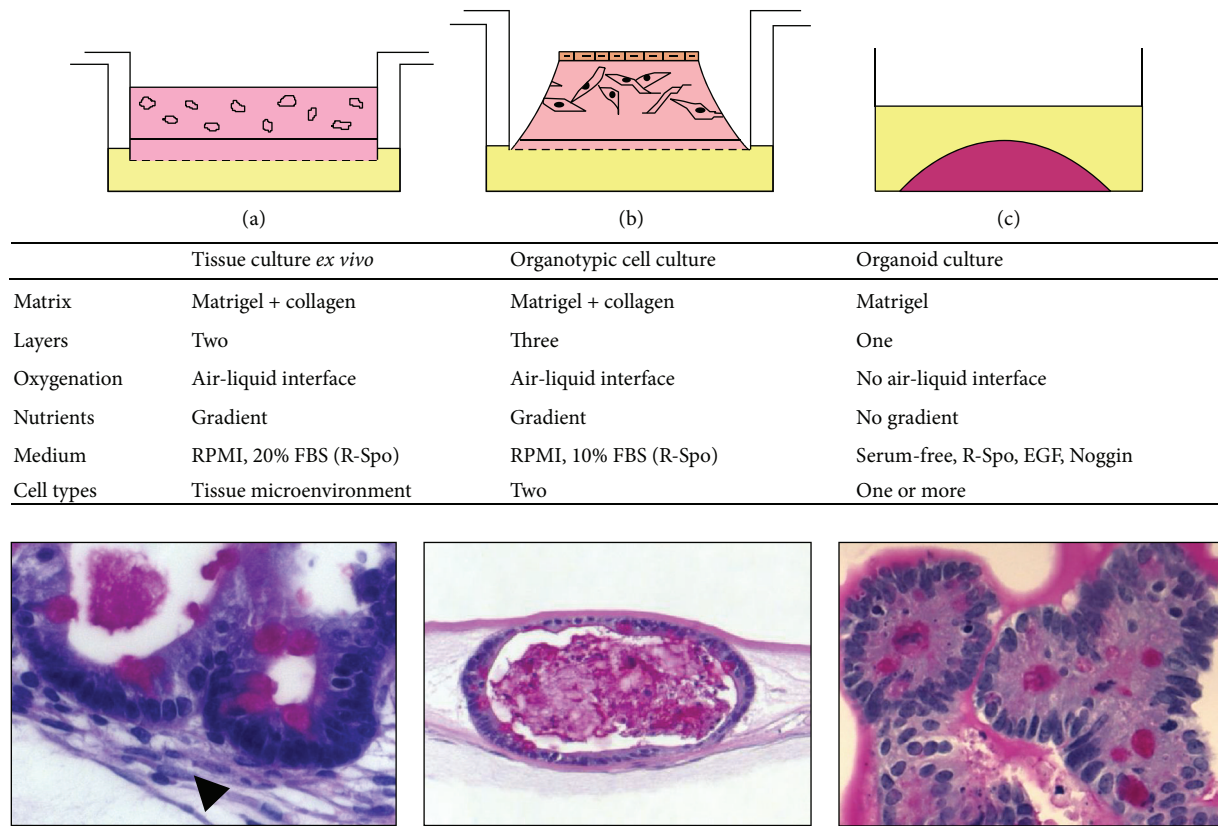 (a) (b) (c)
Tissue culture ex vivo Organotypic cell culture Organoid culture
Matrix Matrigel + collagen Matrigel + collagen Matrigel
Layers Two Three One
Oxygenation Air-liquid interface Air-liquid interface No air-liquid interface
Nutrients Gradient Gradient No gradient
Medium RPMI, 20% FBS (R-Spo) RPMI, 10% FBS (R-Spo) Serum-free, R-Spo, EGF, Noggin
Cell types Tissue microenvironment Two One or more